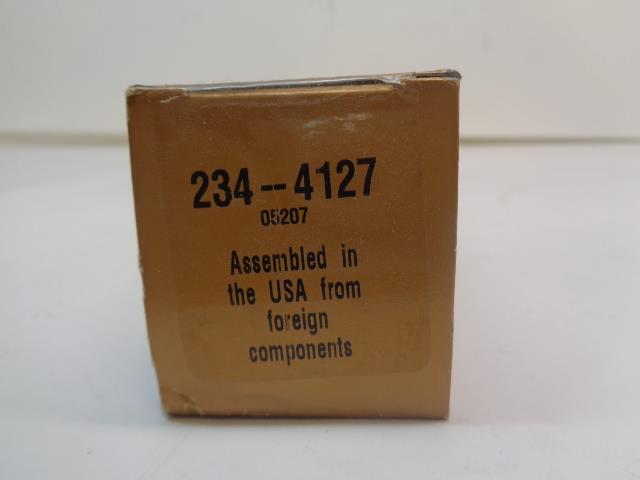 234--4127
05207
Assembled in
the USA from
foreign
components